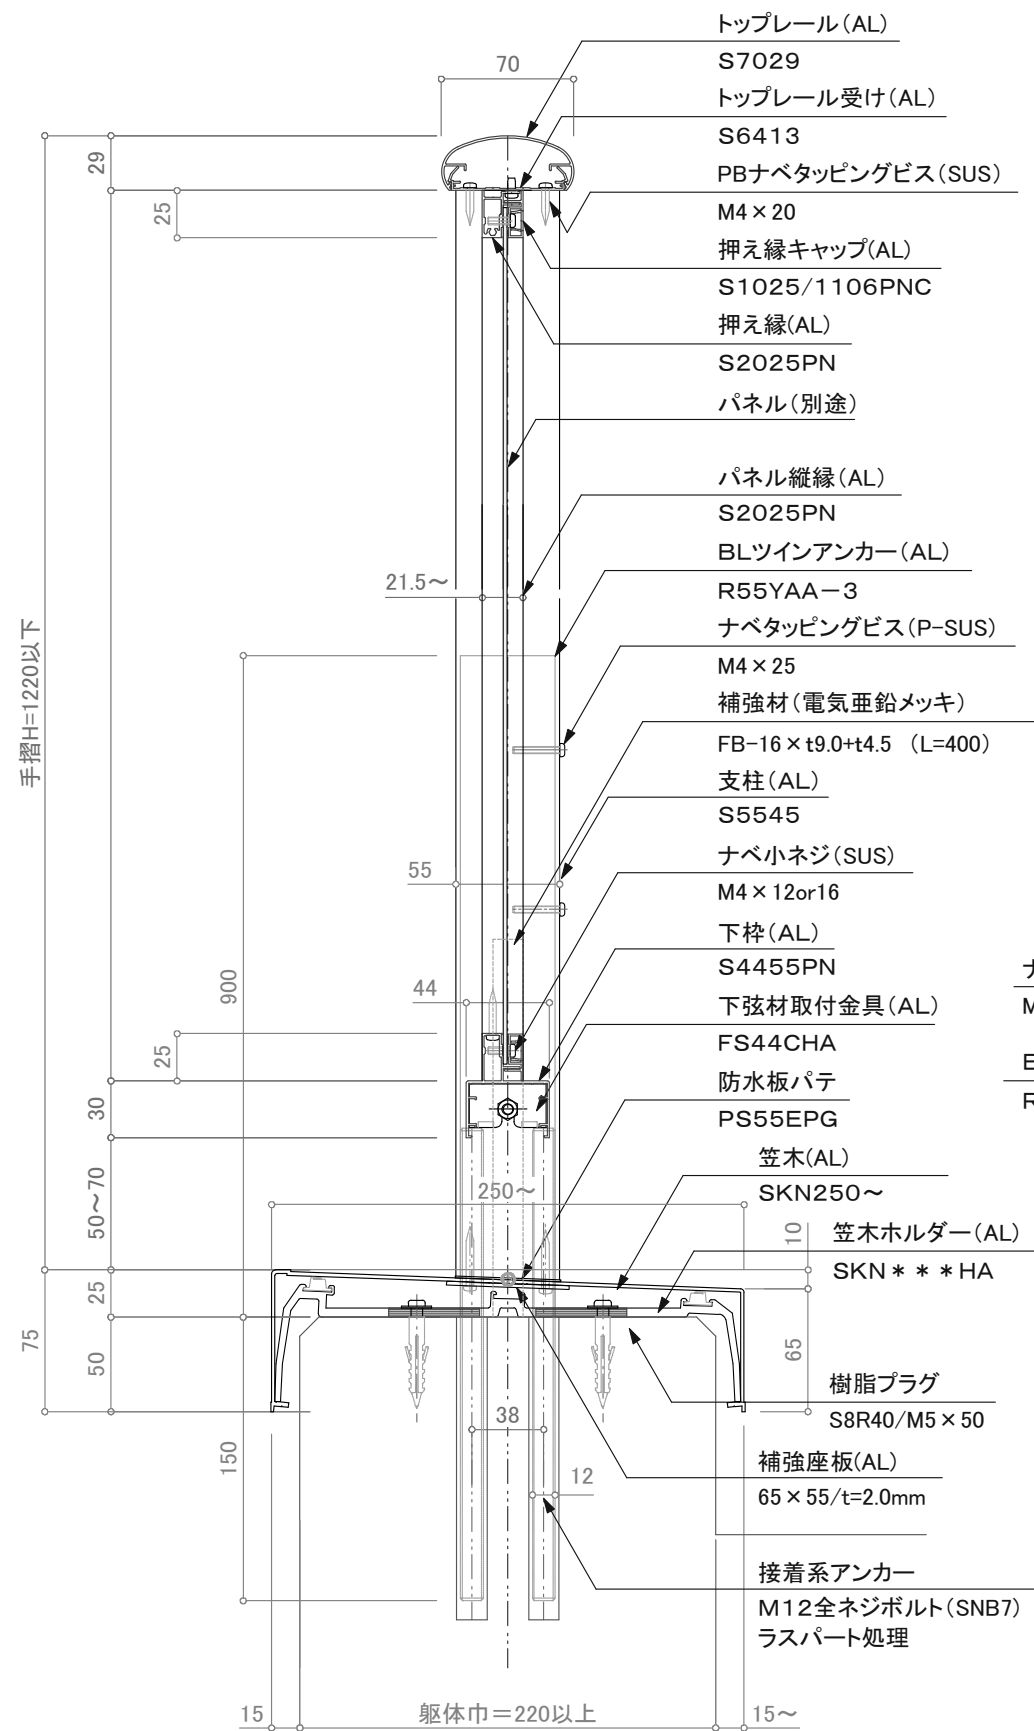 トップレール(AL)
S7029
70
トップレール受け(AL)
S6413
29
PBナベタッピングビス(SUS)
M4×20
25
押え縁キャップ(AL)
S1025/1106PNC
押え縁(AL)
S2025PN
パネル(別途)
パネル縦縁(AL)
S2025PN
BLツインアンカー(AL)
R55YAA-3
21.5~
ナベタッピングビス(P-SUS)
M4×25
手摺H=1220以下
補強材(電気亜鉛メッキ)
FB-16×t9.0+t4.5 (L=400)
支柱(AL)
S5545
ナベ小ネジ(SUS)
M4×12or16
55
下枠(AL)
S4455PN
900
44
下弦材取付金具(AL)
FS44CHA
25
防水板パテ
PS55EPG
30
笠木(AL)
SKN250~
50~70
250~
10
笠木ホルダー(AL)
SKN***HA
25
75
50
65
樹脂プラグ
S8R40/M5×50
38
150
補強座板(AL)
65×55/t=2.0mm
12
接着系アンカー
M12全ネジボルト(SNB7)
ラスパート処理
15
躯体巾=220以上
15~
ナ
M
E
R